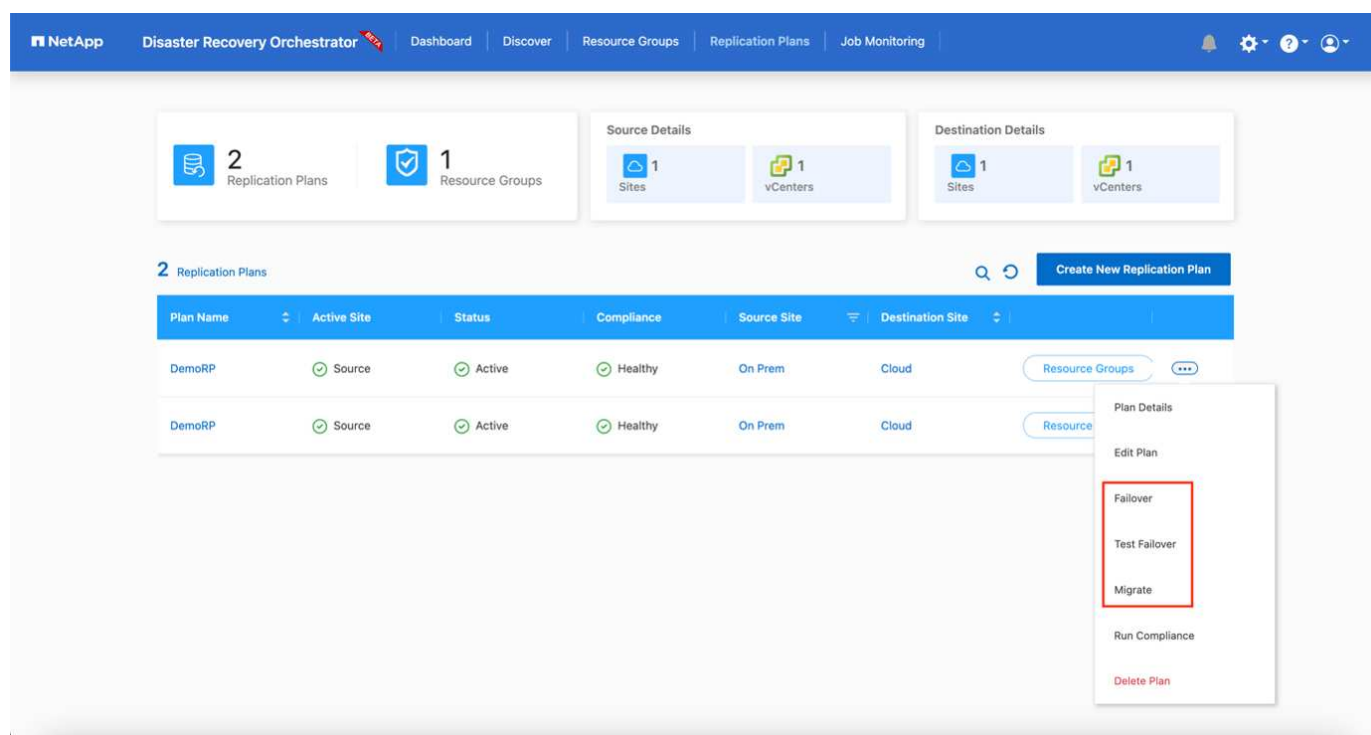 NetApp Disaster Recovery Orchestrator BETA Dashboard Discover Resource Groups Replication Plans Job Monitoring
2 Replication Plans
1 Resource Groups
Source Details
1 Sites
1 vCenters
Destination Details
1 Sites
1 vCenters
2 Replication Plans
Create New Replication Plan
Plan Name Active Site Status Compliance Source Site Destination Site
DemoRP Source Active Healthy On Prem Cloud Resource Groups
DemoRP Source Active Healthy On Prem Cloud Resource
Plan Details
Edit Plan
Failover
Test Failover
Migrate
Run Compliance
Delete Plan